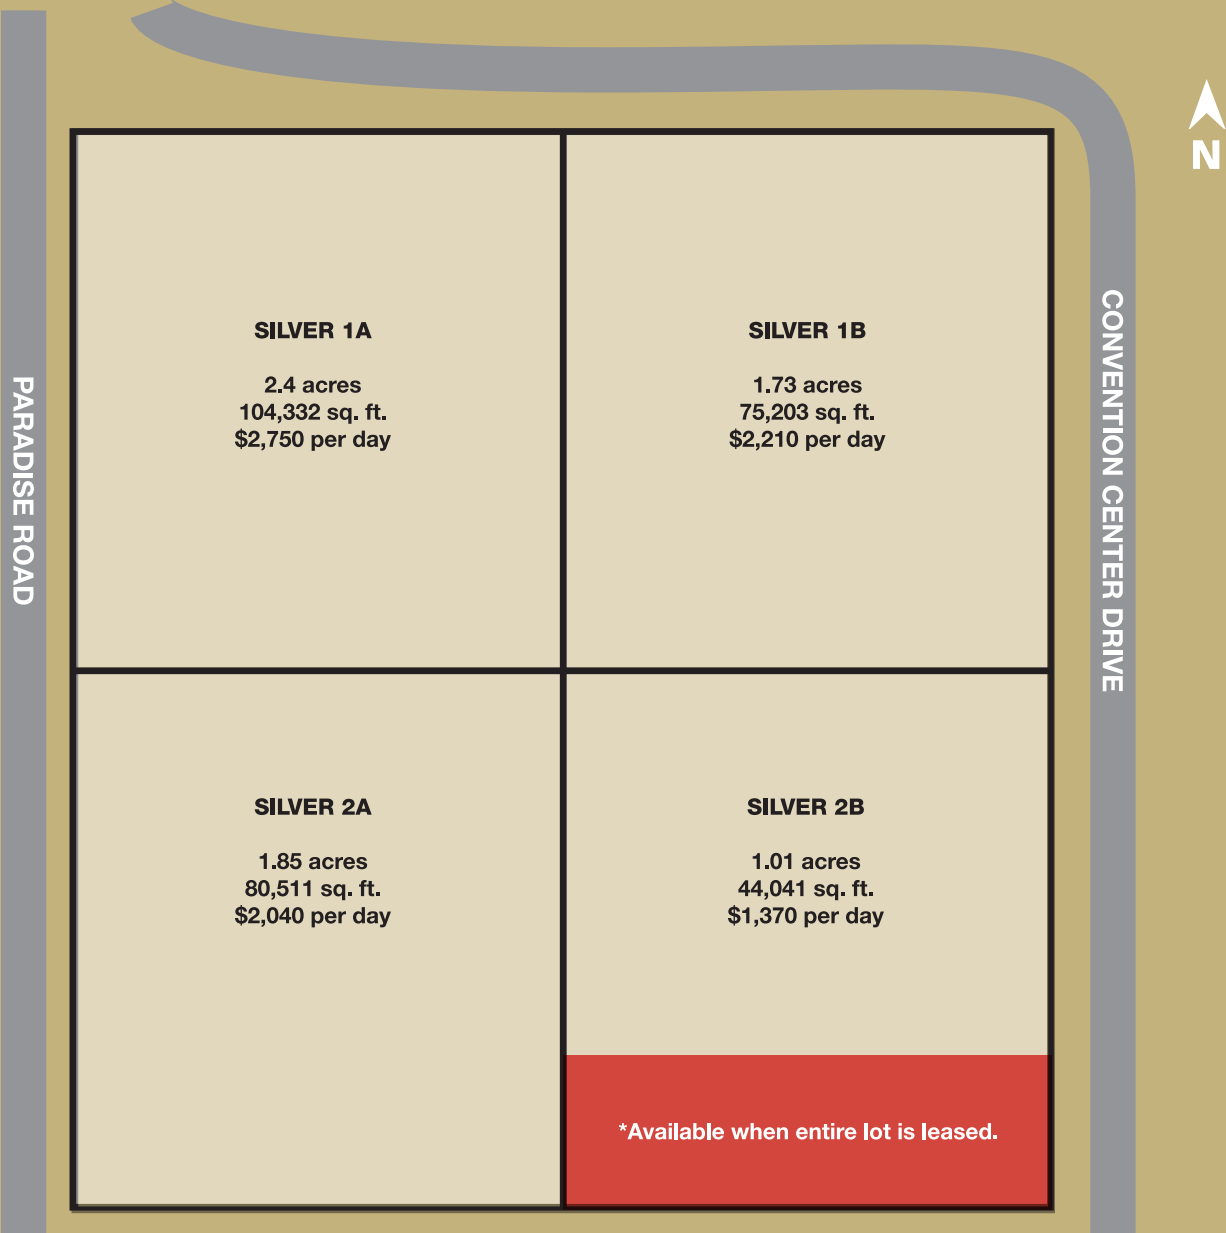 N
SILVER 1A
2.4 acres
104,332 sq. ft.
$2,750 per day
SILVER 1B
1.73 acres
75,203 sq. ft.
$2,210 per day
PARADISE ROAD
CONVENTION CENTER DRIVE
SILVER 2A
1.85 acres
80,511 sq. ft.
$2,040 per day
SILVER 2B
1.01 acres
44,041 sq. ft.
$1,370 per day
*Available when entire lot is leased.